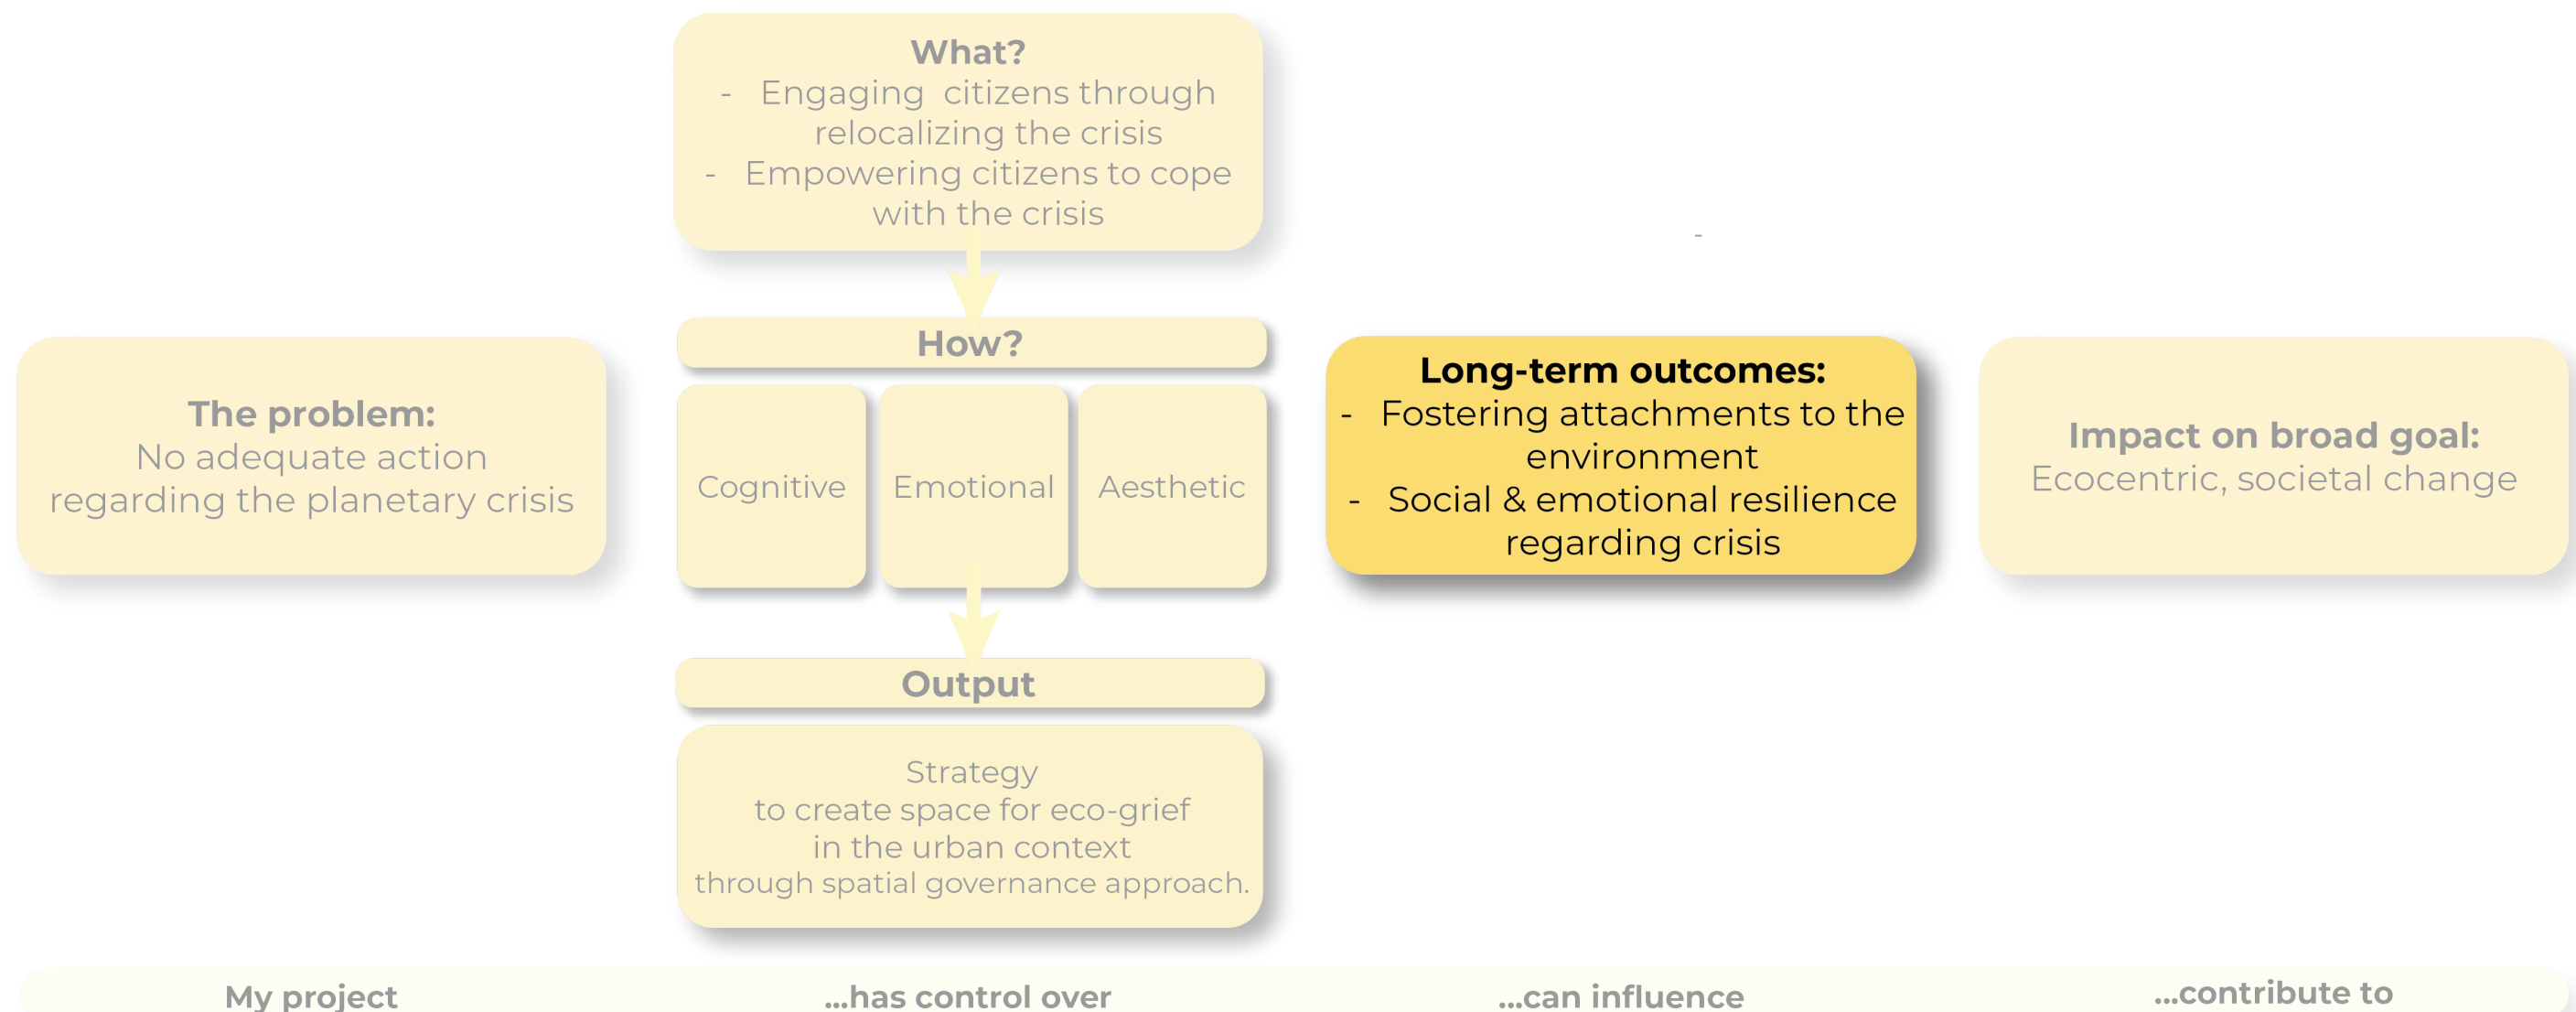 What?
- Engaging citizens through
relocalizing the crisis
- Empowering citizens to cope
with the crisis
-
How?
The problem:
No adequate action
regarding the planetary crisis
Cognitive
Emotional
Aesthetic
Long-term outcomes:
- Fostering attachments to the
environment
- Social & emotional resilience
regarding crisis
Impact on broad goal:
Ecocentric, societal change
Output
Strategy
to create space for eco-grief
in the urban context
through spatial governance approach.
My project
...has control over
...can influence
...contribute to